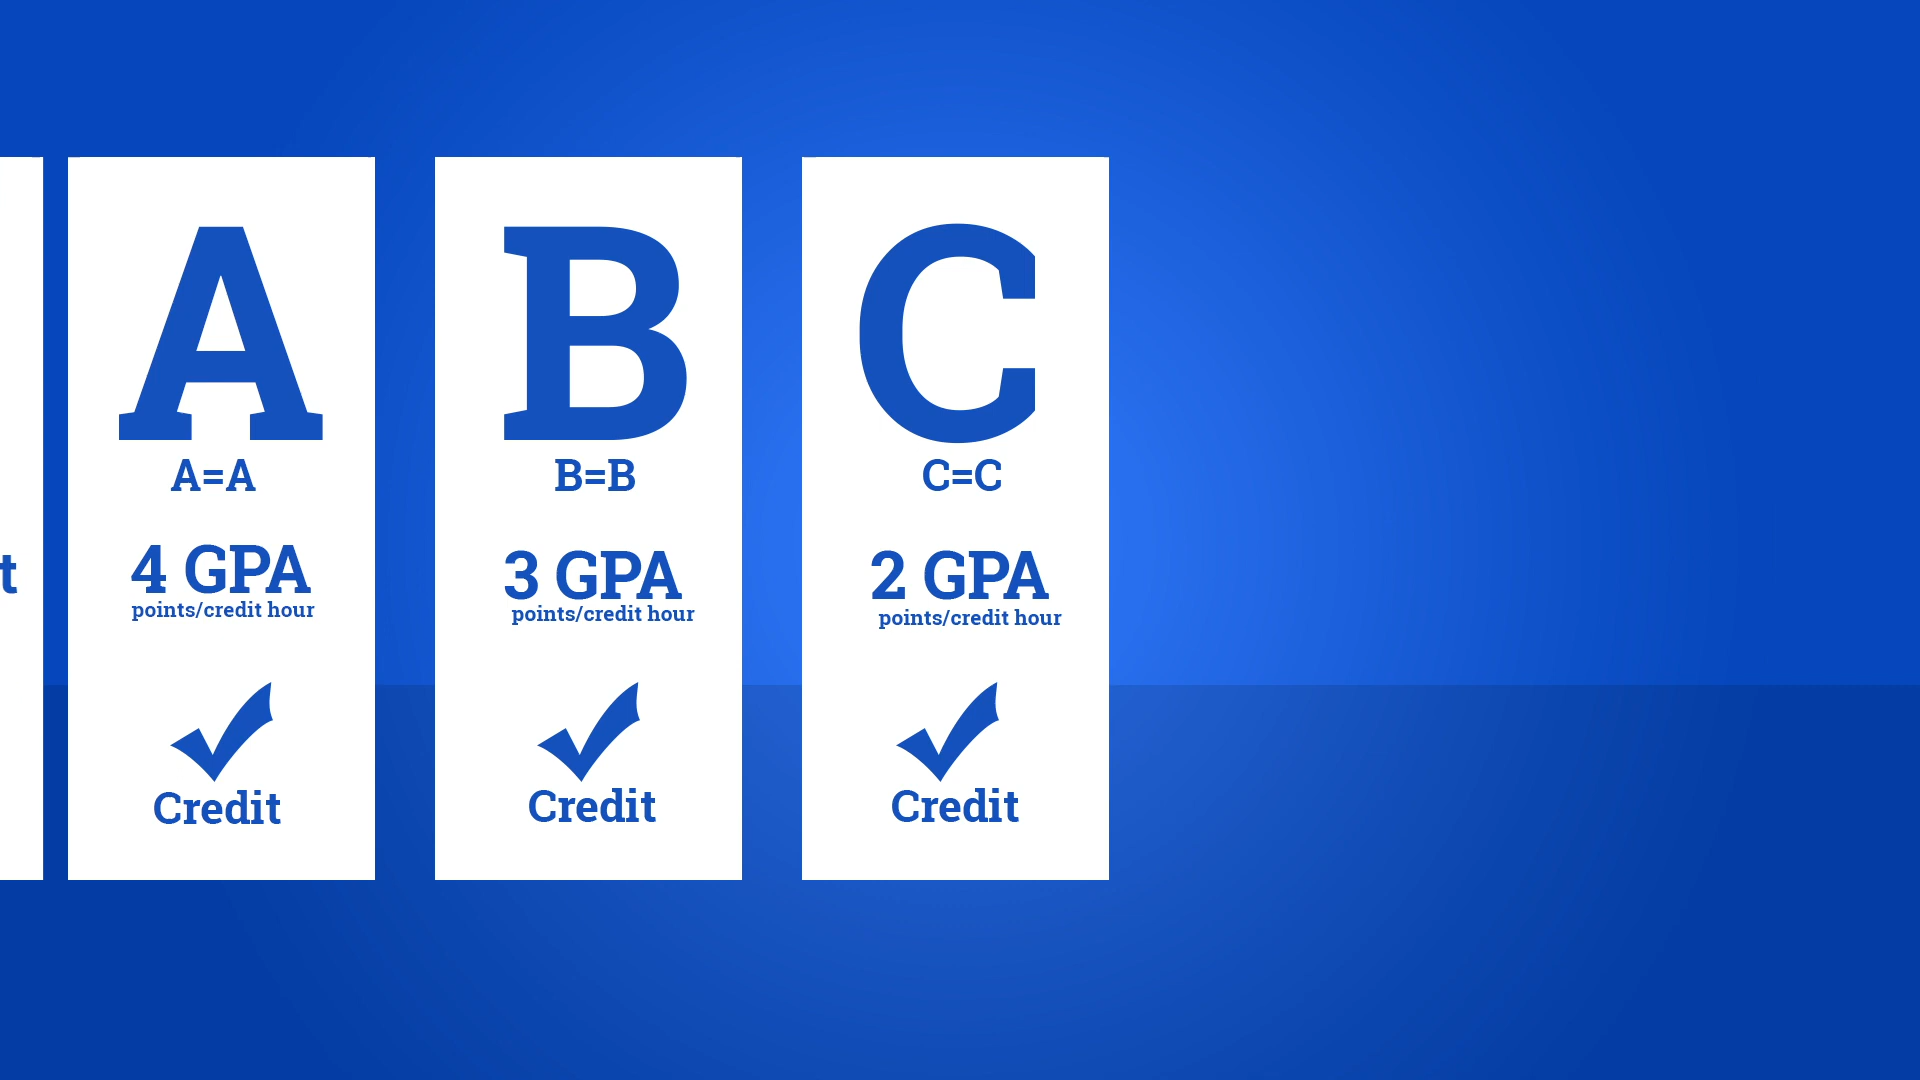 t
A
A=A
4 GPA
points/credit hour
Credit
B
B=B
3 GPA
points/credit hour
Credit
C
C=C
2 GPA
points/credit hour
Credit